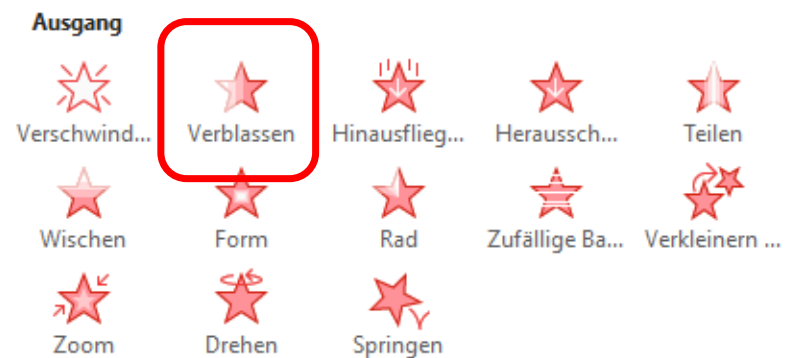 Ausgang
Verschwind... Verblassen Hinausflieg... Heraussch... Teilen
Wischen Form Rad Zufällige Ba... Verkleinern ...
Zoom Drehen Springen